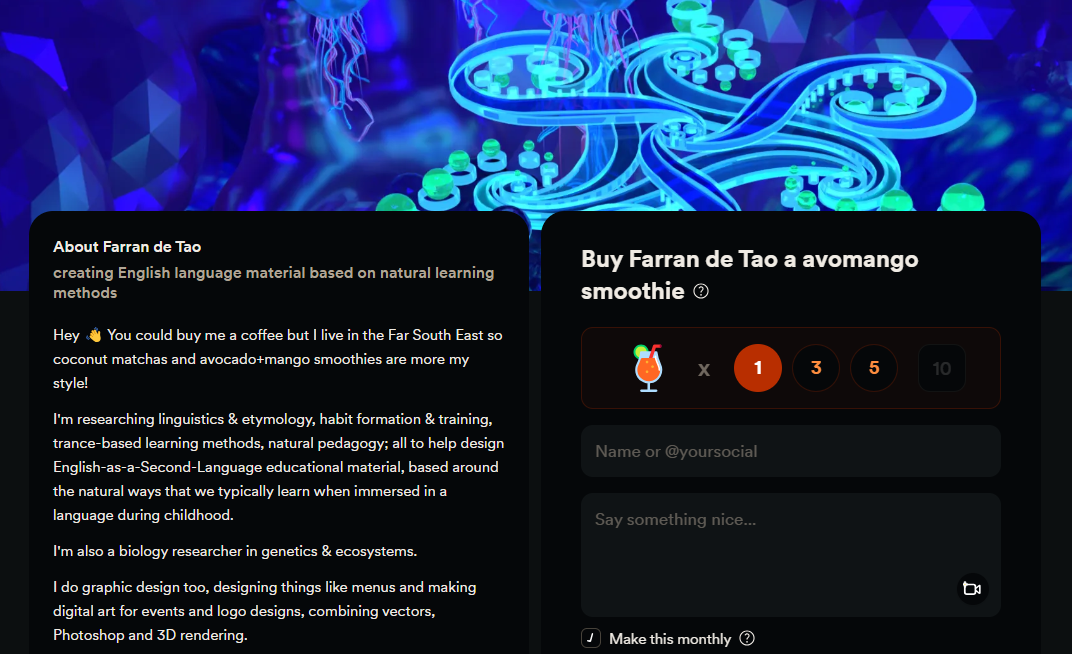 About Farran de Tao
creating English language material based on natural learning
methods
Hey 👋 You could buy me a coffee but I live in the Far South East so
coconut matchas and avocado+mango smoothies are more my
style!
I'm researching linguistics & etymology, habit formation & training,
trance-based learning methods, natural pedagogy; all to help design
English-as-a-Second-Language educational material, based around
the natural ways that we typically learn when immersed in a
language during childhood.
I'm also a biology researcher in genetics & ecosystems.
I do graphic design too, designing things like menus and making
digital art for events and logo designs, combining vectors,
Photoshop and 3D rendering.
Buy Farran de Tao a avomango
smoothie ?
x 1 3 5 10
Name or @yoursocial
Say something nice...
Make this monthly ?